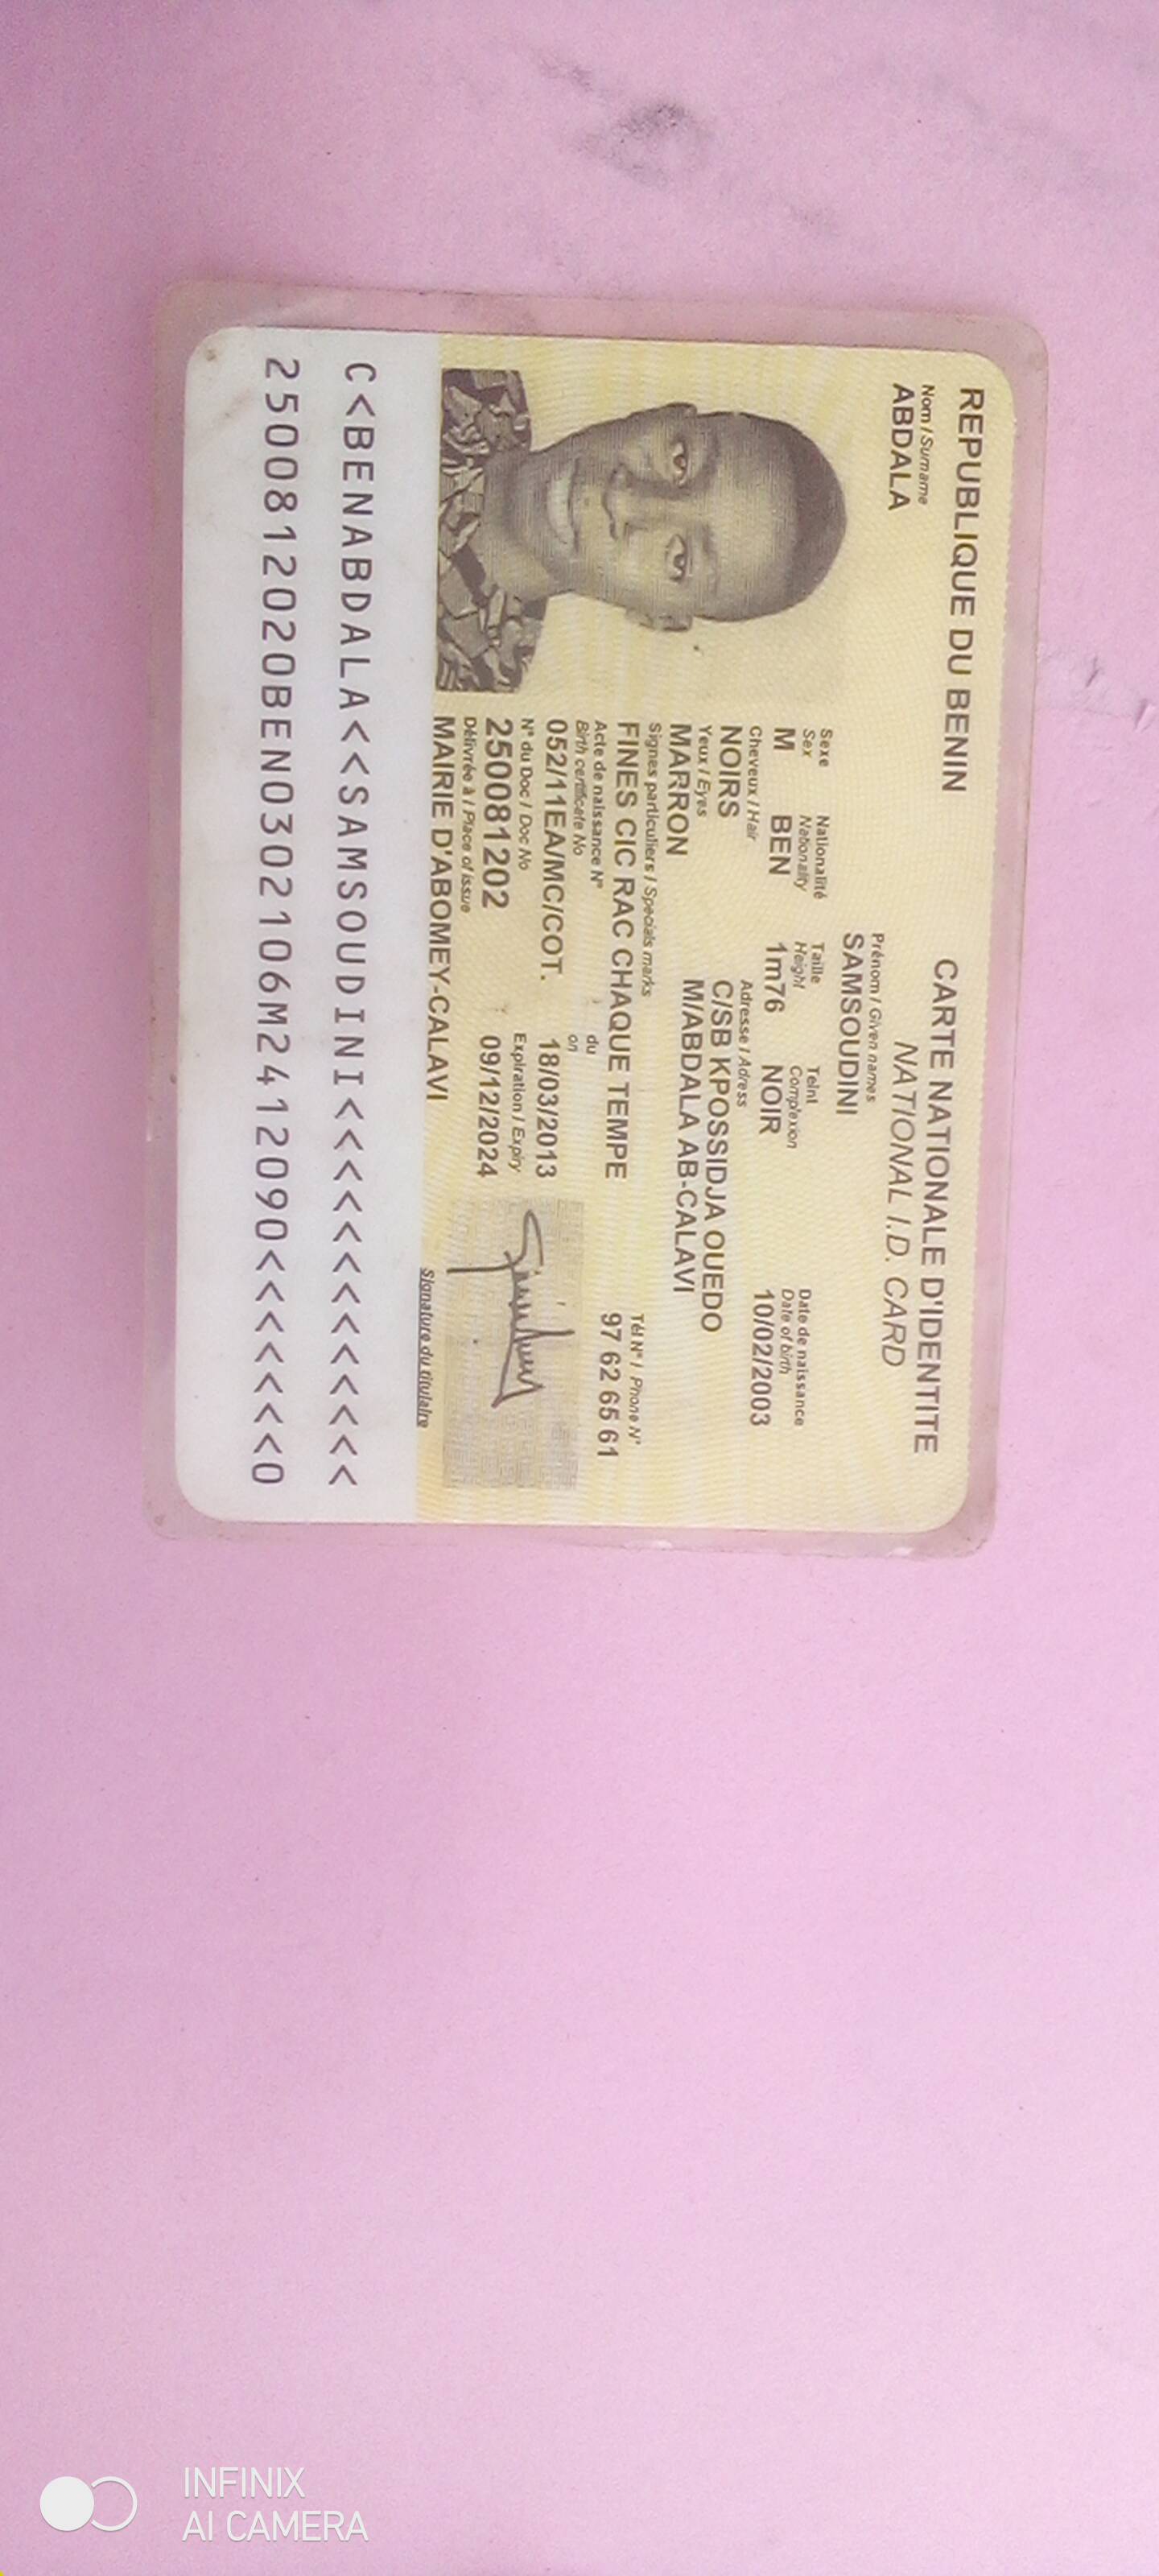 REPUBLIQUE DU BENIN
CARTE NATIONALE D'IDENTITE
NATIONAL I.D. CARD
Nom / Surname
ABDALA
Prénom / Given names
SAMSOUDINI
Sexe Nationalité Taille Teint Date de naissance
Sex Nationality Height Complexion Date of birth
M BEN 1m76 NOIR 10/02/2003
Cheveux / Hair Adresse / Adress
NOIRS C/SB KPOSSIDJA OUEDO
Yeux / Eyes M/ABDALA AB-CALAVI
MARRON
Signes particuliers / Specials marks Tél N° / Phone N°
FINES CIC RAC CHAQUE TEMPE 97 62 65 61
Acte de naissance N° du
Birth certificate No on
052/11EA/MC/COT. 18/03/2013
N° du Doc / Doc No Expiration / Expiry
250081202 09/12/2024
Délivrée à / Place of issue
MAIRIE D'ABOMEY-CALAVI
Signature du titulaire
C<BENABDALA<<SAMSOUDINI<<<<<<<<<<<<<
2500812020BEN0302106M2412090<<<<<<<0
INFINIX
AI CAMERA